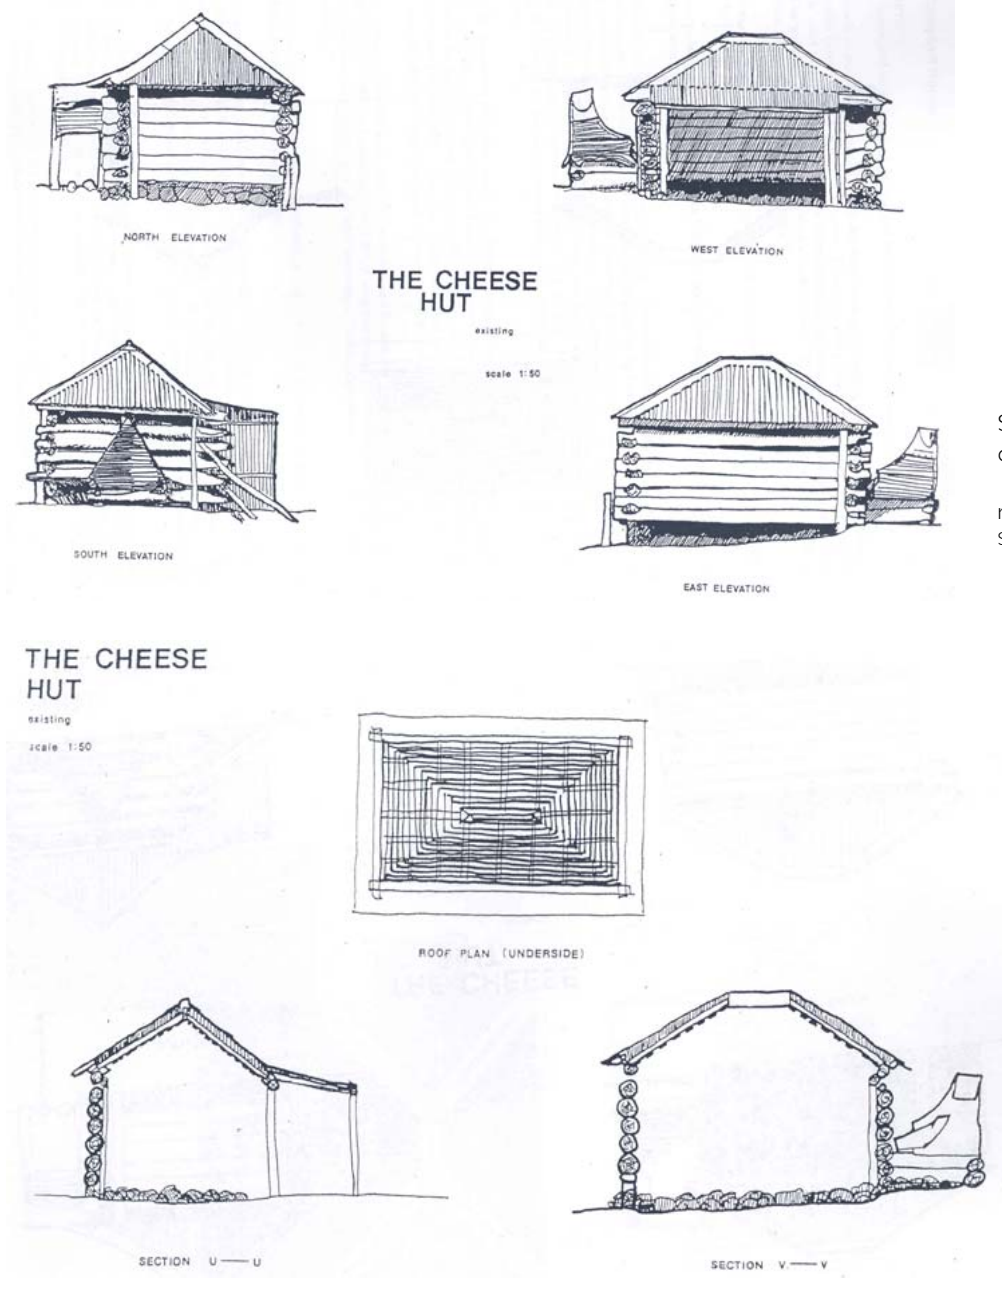 NORTH ELEVATION
WEST ELEVATION
THE CHEESE
HUT
existing
scale 1:50
SOUTH ELEVATION
EAST ELEVATION
THE CHEESE
HUT
existing
scale 1:50
ROOF PLAN (UNDERSIDE)
SECTION U — U
SECTION V. — V